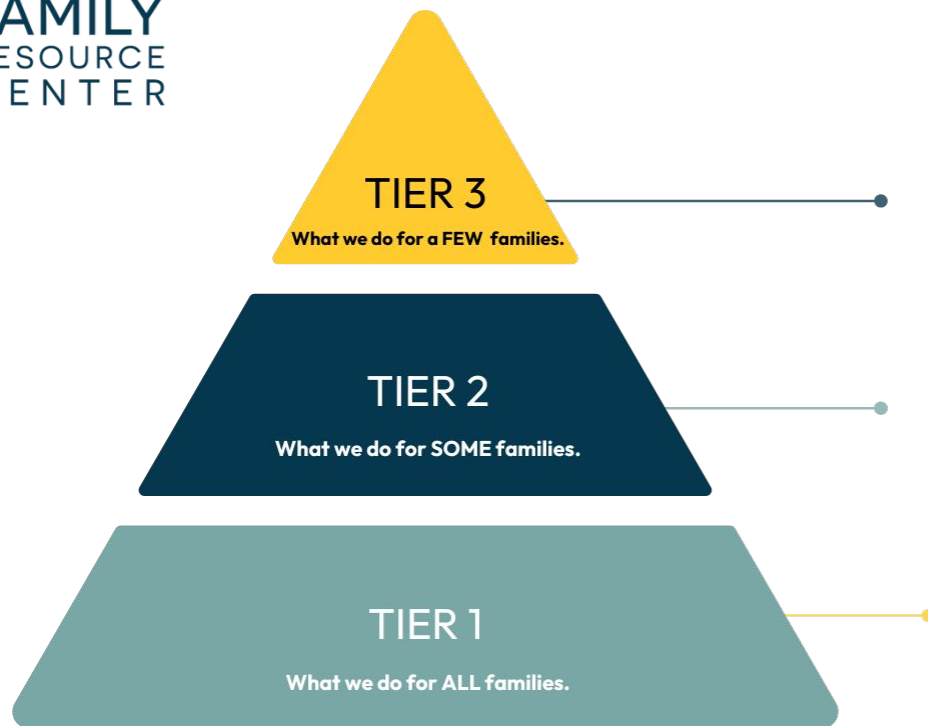 AMILY
ESOURCE
ENTER
TIER 3
What we do for a FEW families.
TIER 2
What we do for SOME families.
TIER 1
What we do for ALL families.